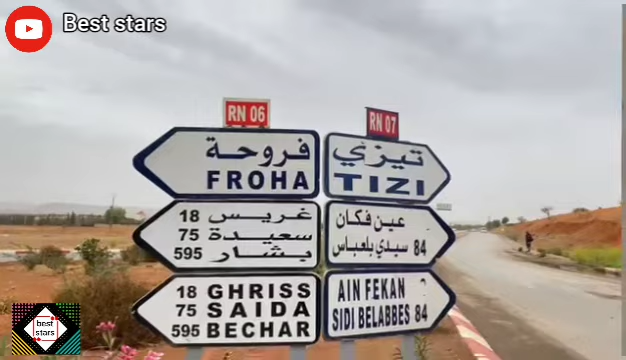 Best stars
RN 06
فروحة
FROHA
18 غريس
75 سعيدة
595 بشار
18 GHRISS
75 SAIDA
595 BECHAR
RN 07
تيزي
TIZI
عين فكان
سيدي بلعباس 84
AIN FEKAN
SIDI BELABBES 84
best
stars